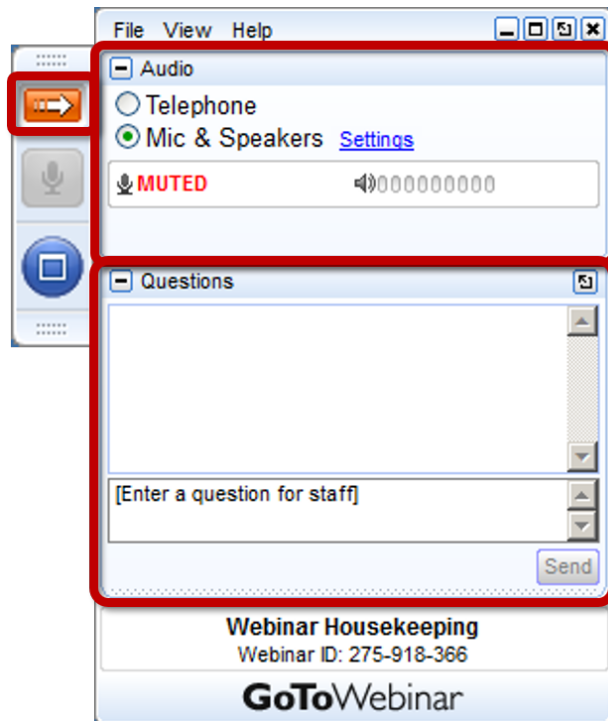 File View Help
Audio
Telephone
Mic & Speakers Settings
MUTED 000000000
Questions
[Enter a question for staff]
Send
Webinar Housekeeping
Webinar ID: 275-918-366
GoToWebinar